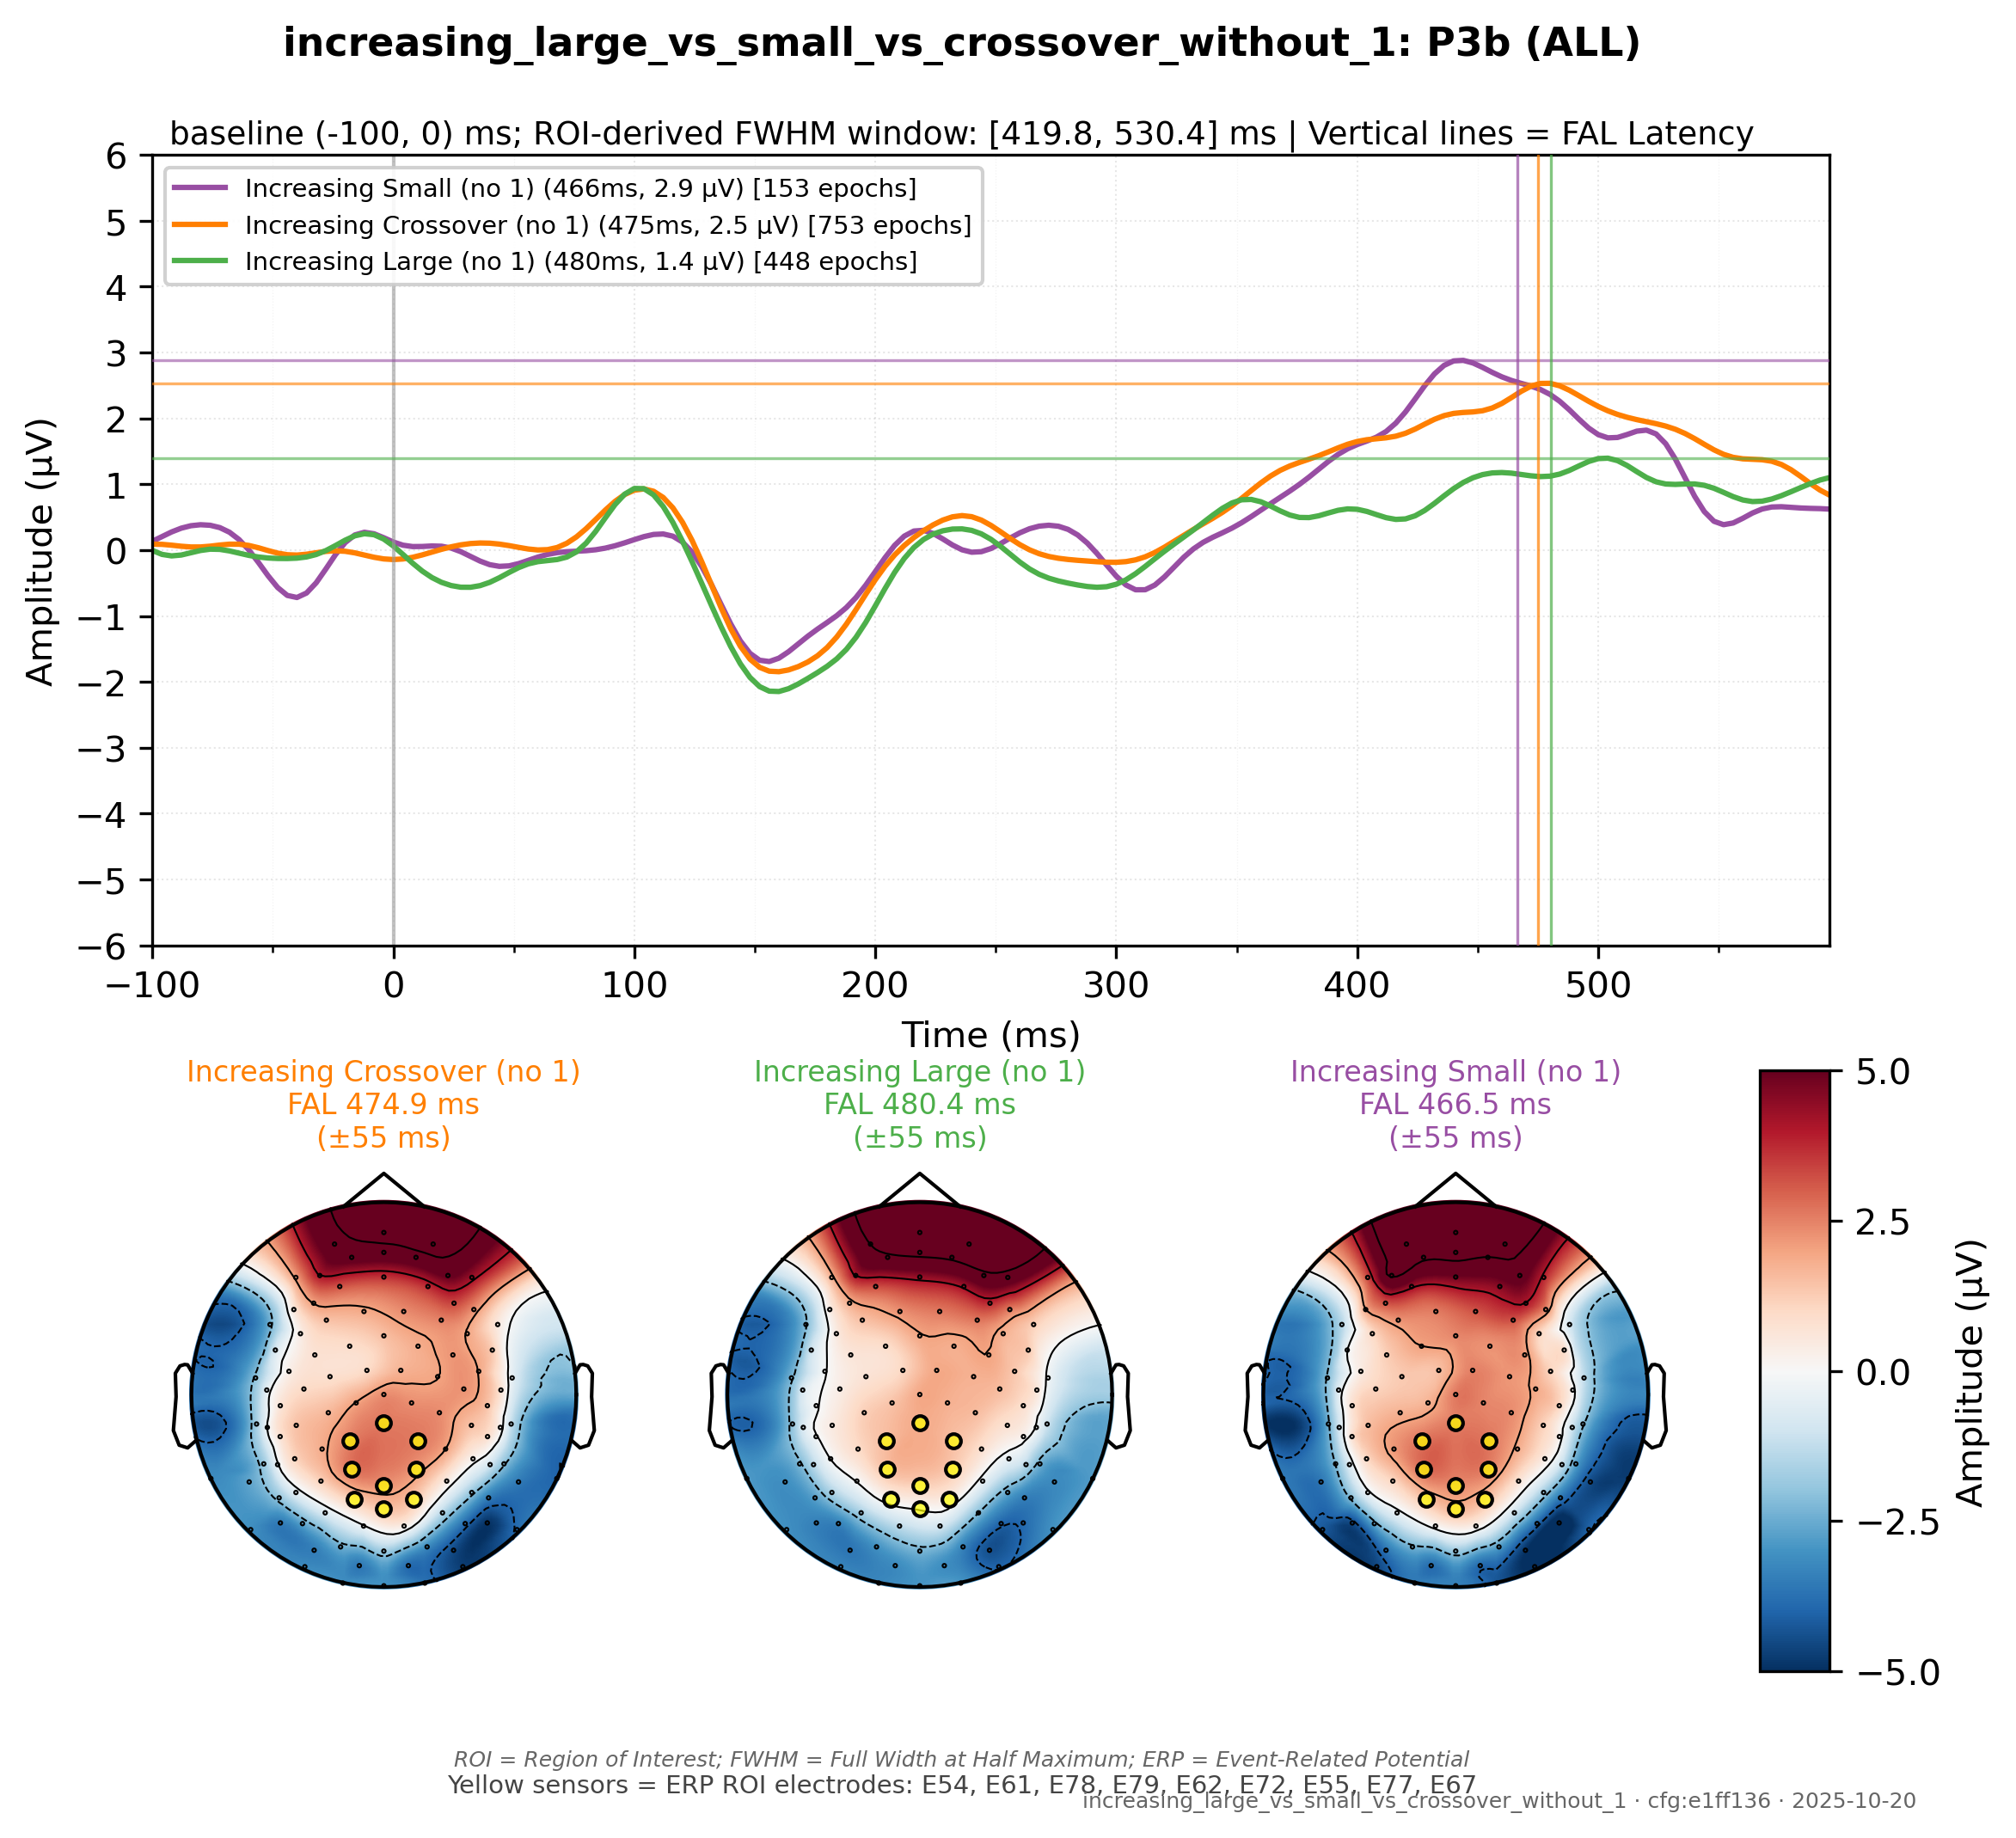 increasing_large_vs_small_vs_crossover_without_1: P3b (ALL)
baseline (-100, 0) ms; ROI-derived FWHM window: [419.8, 530.4] ms | Vertical lines = FAL Latency
Increasing Small (no 1) (466ms, 2.9 µV) [153 epochs]
Increasing Crossover (no 1) (475ms, 2.5 µV) [753 epochs]
Increasing Large (no 1) (480ms, 1.4 µV) [448 epochs]
6
5
4
3
2
1
0
−1
−2
−3
−4
−5
−6
Amplitude (µV)
−100 0 100 200 300 400 500
Time (ms)
Increasing Crossover (no 1)
FAL 474.9 ms
(±55 ms)
Increasing Large (no 1)
FAL 480.4 ms
(±55 ms)
Increasing Small (no 1)
FAL 466.5 ms
(±55 ms)
5.0
2.5
0.0
−2.5
−5.0
Amplitude (µV)
ROI = Region of Interest; FWHM = Full Width at Half Maximum; ERP = Event-Related Potential
Yellow sensors = ERP ROI electrodes: E54, E61, E78, E79, E62, E72, E55, E77, E67
increasing_large_vs_small_vs_crossover_without_1 · cfg:e1ff136 · 2025-10-20